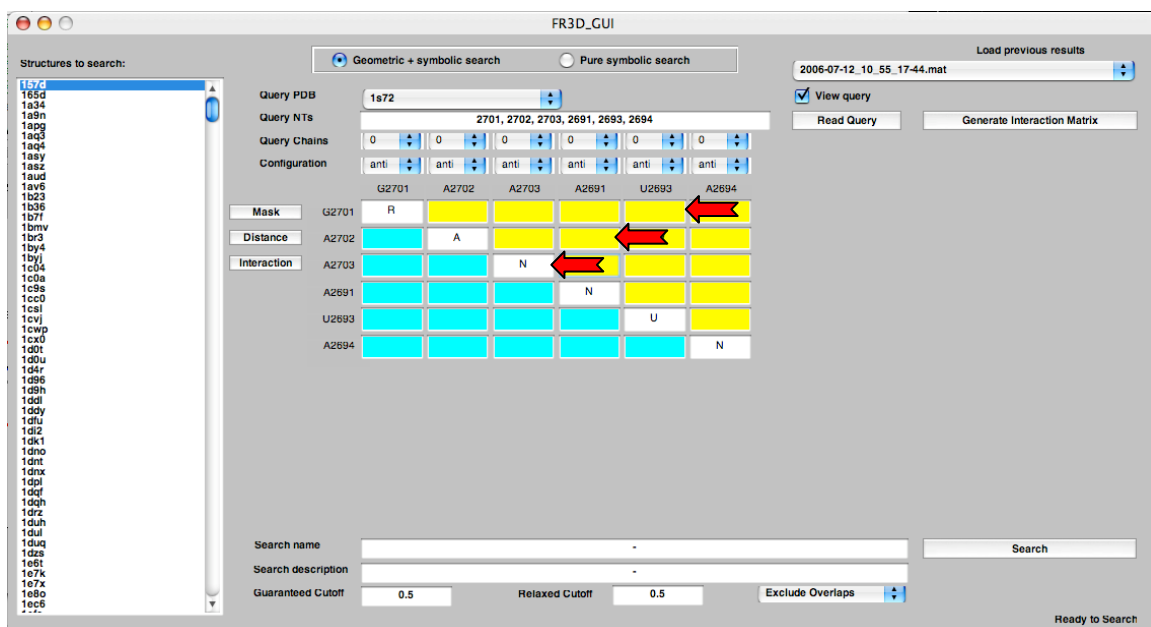 FR3D_GUI
Structures to search:
Geometric + symbolic search
Pure symbolic search
Load previous results
2006-07-12_10_55_17-44.mat
View query
Read Query
Generate Interaction Matrix
Query PDB
1s72
Query NTs
2701, 2702, 2703, 2691, 2693, 2694
Query Chains
0 0 0 0 0 0
Configuration
anti anti anti anti anti anti
G2701 A2702 A2703 A2691 U2693 A2694
Mask
G2701 R
Distance
A2702 A
Interaction
A2703 N
A2691 N
U2693 U
A2694 N
157d
165d
1a34
1a9n
1apg
1aq3
1aq4
1asy
1asz
1aud
1av6
1b23
1b36
1b7f
1bmv
1br3
1by4
1byj
1c04
1c0a
1c9s
1cc0
1csl
1cvj
1cwp
1cx0
1d0t
1d0u
1d4r
1d96
1d9h
1ddl
1ddy
1dfu
1di2
1dk1
1dno
1dnt
1dnx
1dpl
1dqf
1dqh
1drz
1duh
1dul
1duq
1dzs
1e6t
1e7k
1e7x
1e8o
1ec6
Search name
-
Search
Search description
-
Guaranteed Cutoff
0.5
Relaxed Cutoff
0.5
Exclude Overlaps
Ready to Search